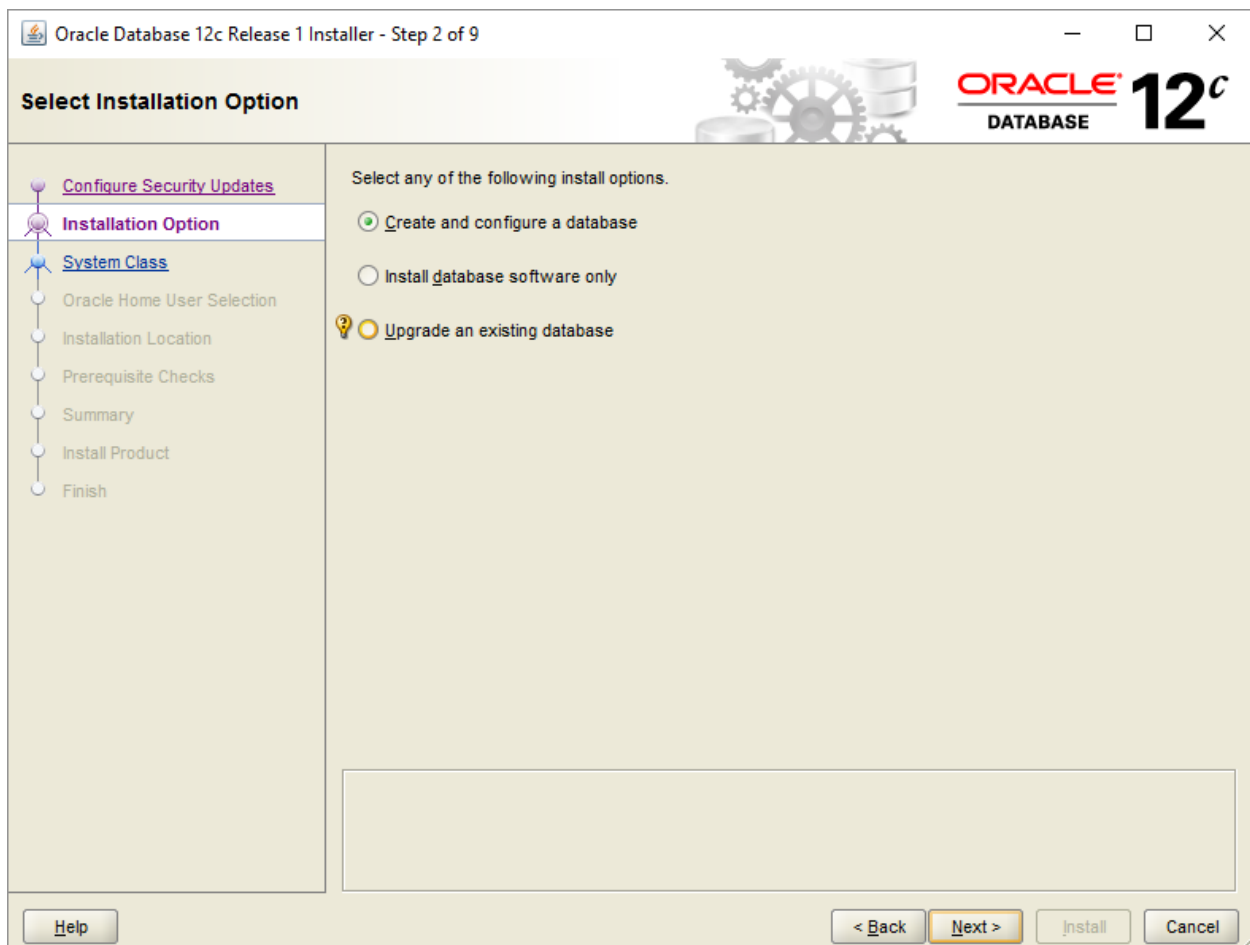 Oracle Database 12c Release 1 Installer - Step 2 of 9
Select Installation Option
ORACLE 12c
DATABASE
Configure Security Updates
Installation Option
System Class
Oracle Home User Selection
Installation Location
Prerequisite Checks
Summary
Install Product
Finish
Select any of the following install options.
Create and configure a database
Install database software only
Upgrade an existing database
Help
< Back
Next >
Install
Cancel